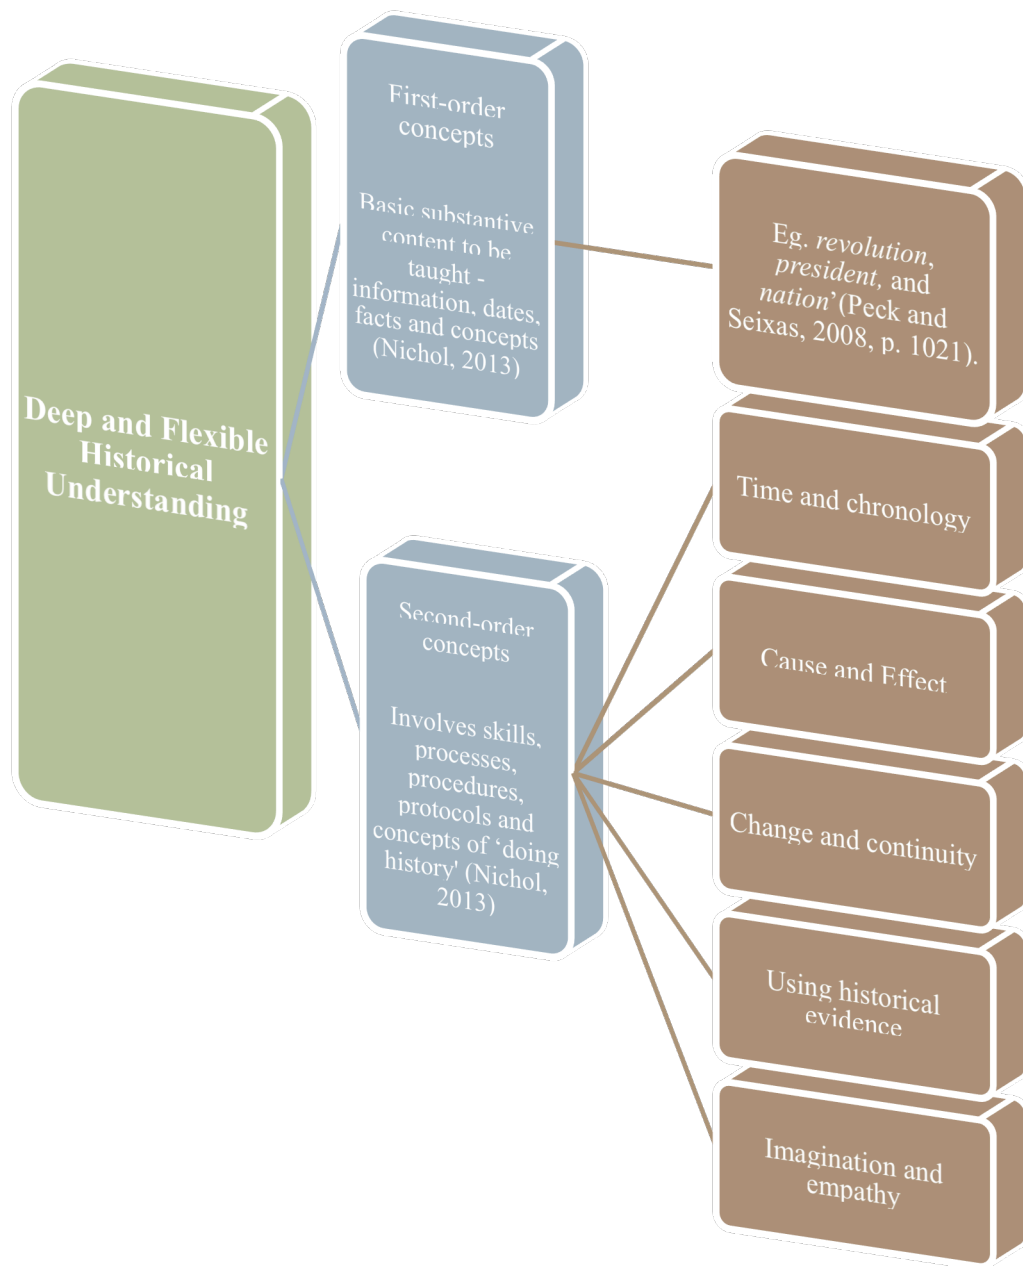 Deep and Flexible
Historical
Understanding
First-order
concepts
Basic substantive
content to be
taught -
information, dates,
facts and concepts
(Nichol, 2013)
Eg. revolution,
president, and
nation’(Peck and
Seixas, 2008, p. 1021).
Second-order
concepts
Involves skills,
processes,
procedures,
protocols and
concepts of ‘doing
history' (Nichol,
2013)
Time and chronology
Cause and Effect
Change and continuity
Using historical
evidence
Imagination and
empathy